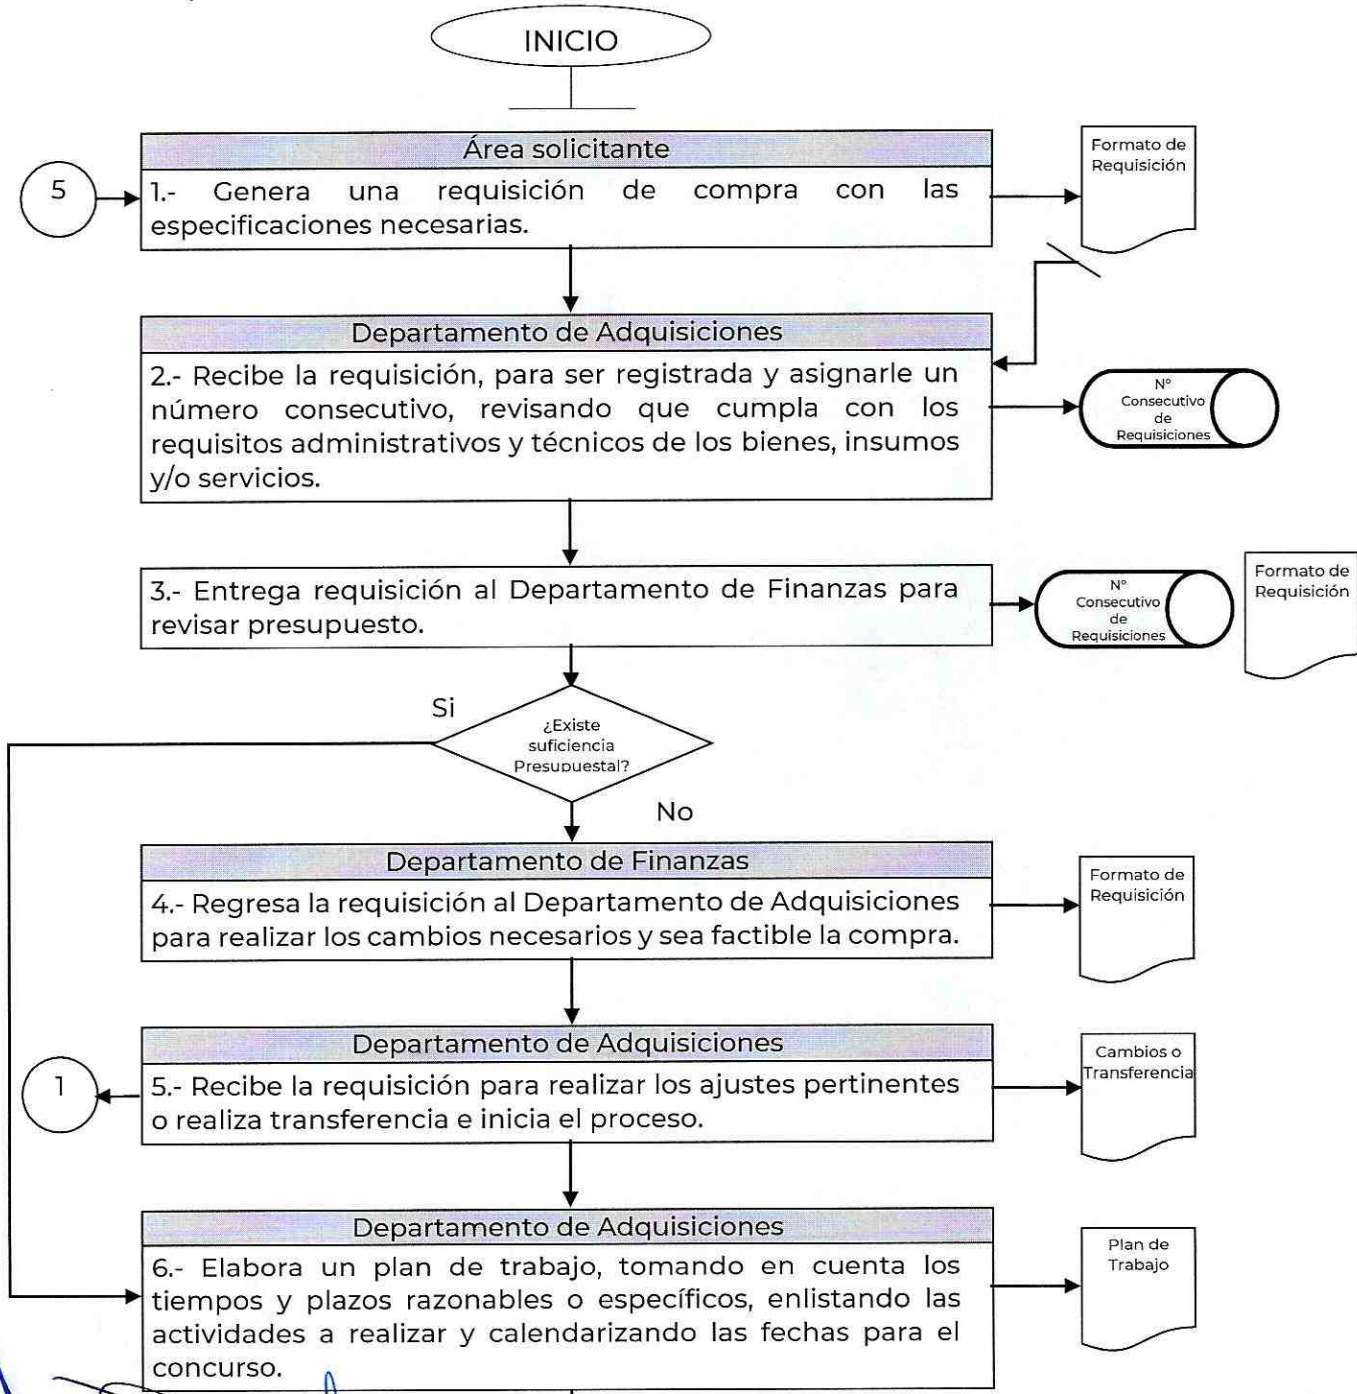 INICIO
Área solicitante
5
1.- Genera una requisición de compra con las
especificaciones necesarias.
Formato de
Requisición
Departamento de Adquisiciones
2.- Recibe la requisición, para ser registrada y asignarle un
número consecutivo, revisando que cumpla con los
requisitos administrativos y técnicos de los bienes, insumos
y/o servicios.
N°
Consecutivo
de
Requisiciones
3.- Entrega requisición al Departamento de Finanzas para
revisar presupuesto.
N°
Consecutivo
de
Requisiciones
Formato de
Requisición
Si
¿Existe
suficiencia
Presupuestal?
No
Departamento de Finanzas
4.- Regresa la requisición al Departamento de Adquisiciones
para realizar los cambios necesarios y sea factible la compra.
Formato de
Requisición
Departamento de Adquisiciones
1
5.- Recibe la requisición para realizar los ajustes pertinentes
o realiza transferencia e inicia el proceso.
Cambios o
Transferencia
Departamento de Adquisiciones
6.- Elabora un plan de trabajo, tomando en cuenta los
tiempos y plazos razonables o específicos, enlistando las
actividades a realizar y calendarizando las fechas para el
concurso.
Plan de
Trabajo